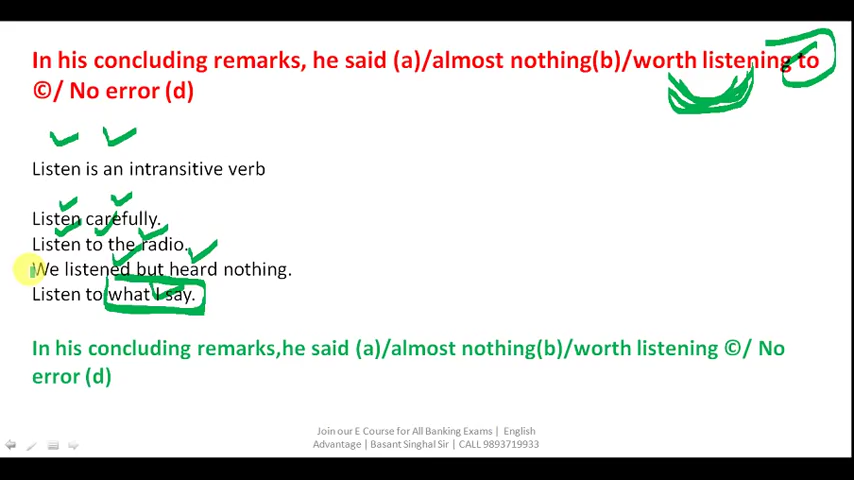 In his concluding remarks, he said (a)/almost nothing(b)/worth listening to
©/ No error (d)
Listen is an intransitive verb
Listen carefully.
Listen to the radio.
We listened but heard nothing.
Listen to what I say.
In his concluding remarks,he said (a)/almost nothing(b)/worth listening ©/ No
error (d)
Join our E Course for All Banking Exams | English
Advantage | Basant Singhal Sir | CALL 9893719933